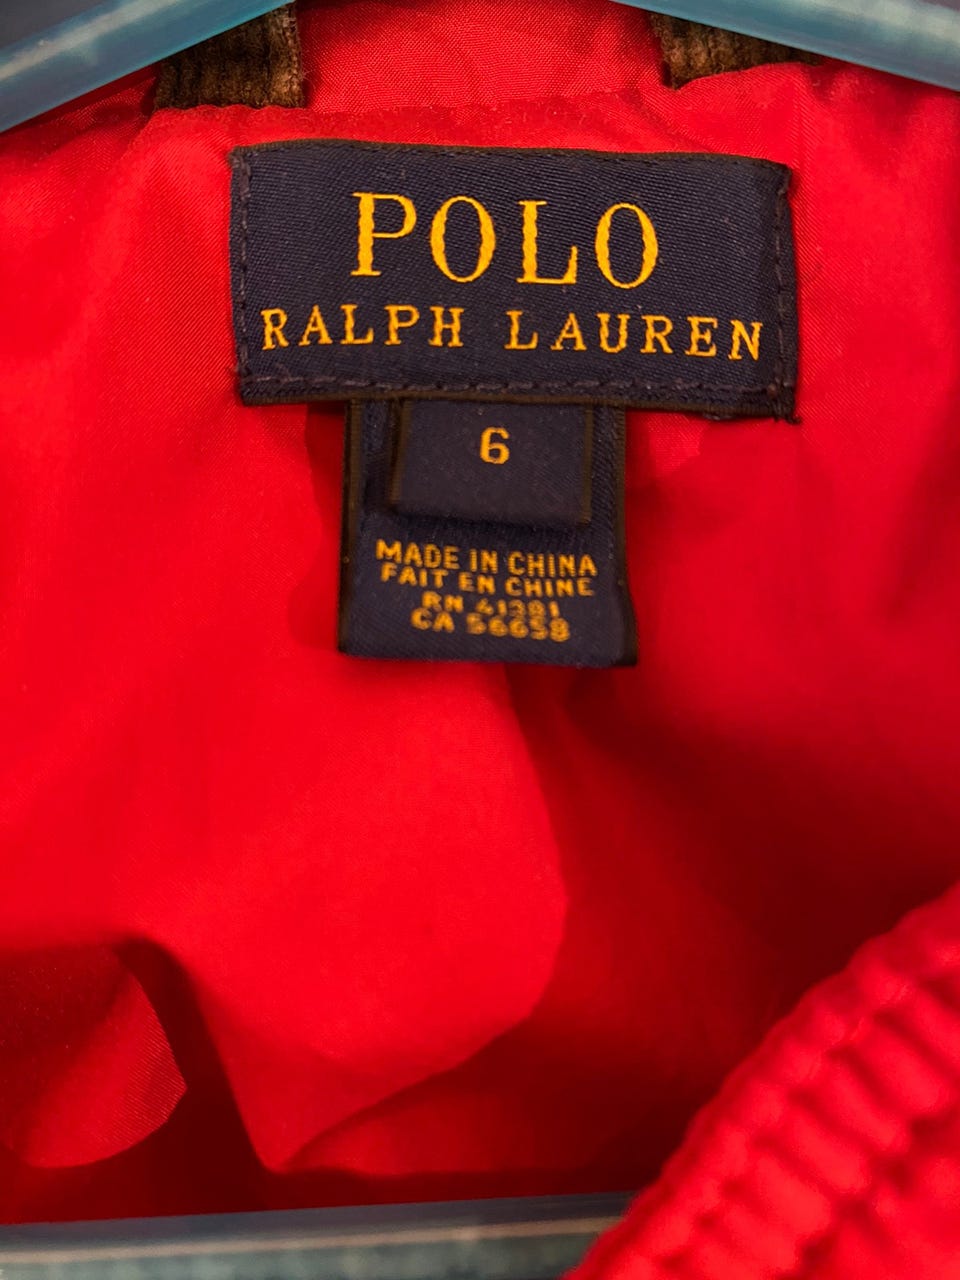 POLO
RALPH LAUREN
6
MADE IN CHINA
FAIT EN CHINE
RN 41381
CA 56658